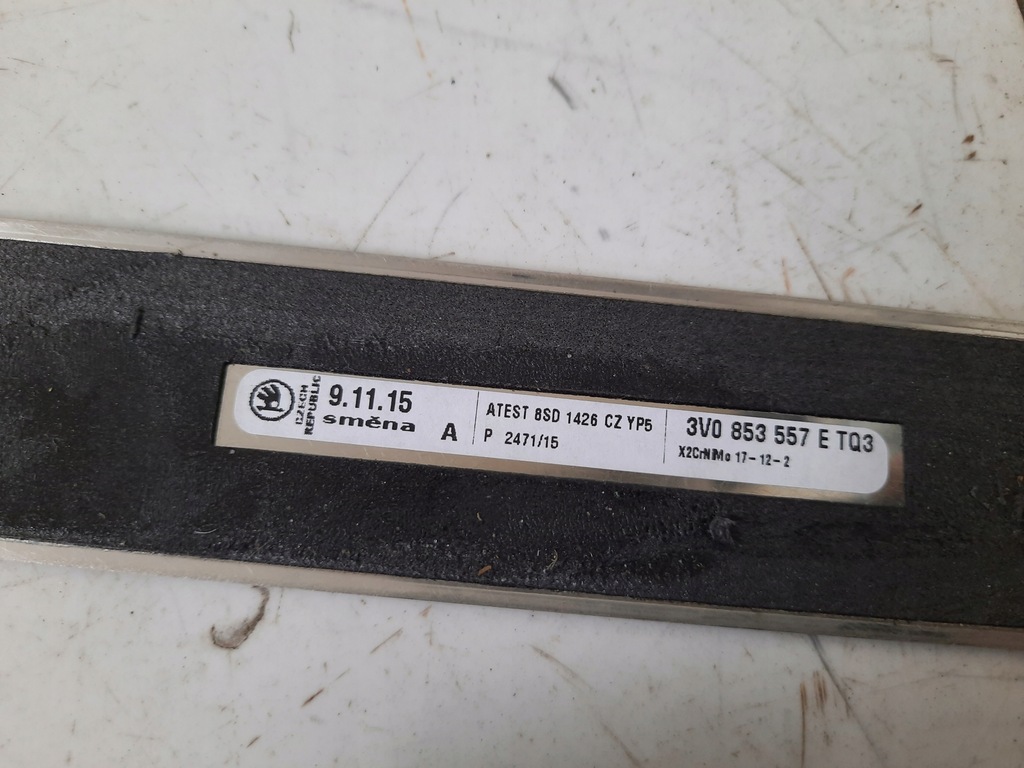 CZECH
REPUBLIC
9.11.15
směna A
ATEST 8SD 1426 CZ YP5
P 2471/15
3V0 853 557 E TQ3
X2CrNiMo 17-12-2